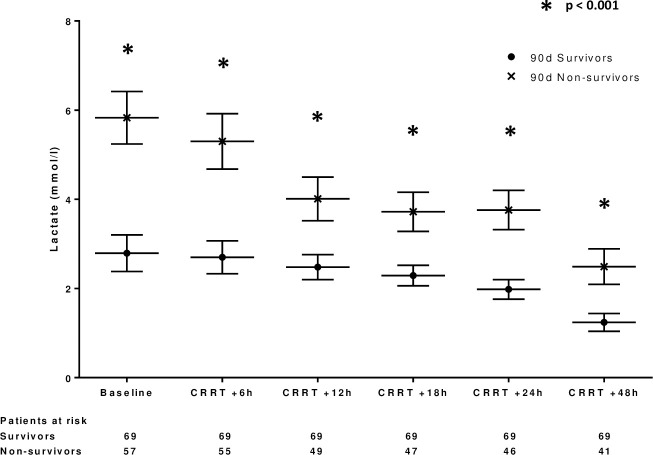 * p < 0.001
90d Survivors
90d Non-survivors
Lactate (mmol/l)
8
6
4
2
0
* * * * * *
Baseline CRRT +6h CRRT +12h CRRT +18h CRRT +24h CRRT +48h
Patients at risk
Survivors 69 69 69 69 69 69
Non-survivors 57 55 49 47 46 41